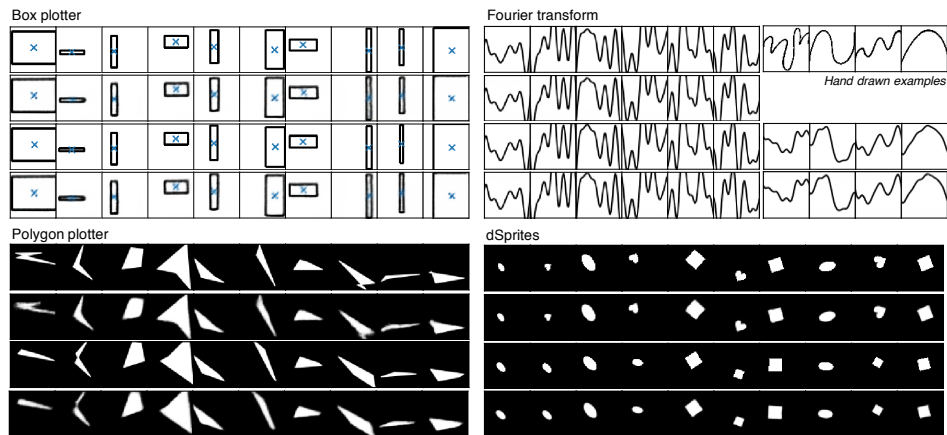 Box plotter
Fourier transform
Hand drawn examples
Polygon plotter
dSprites